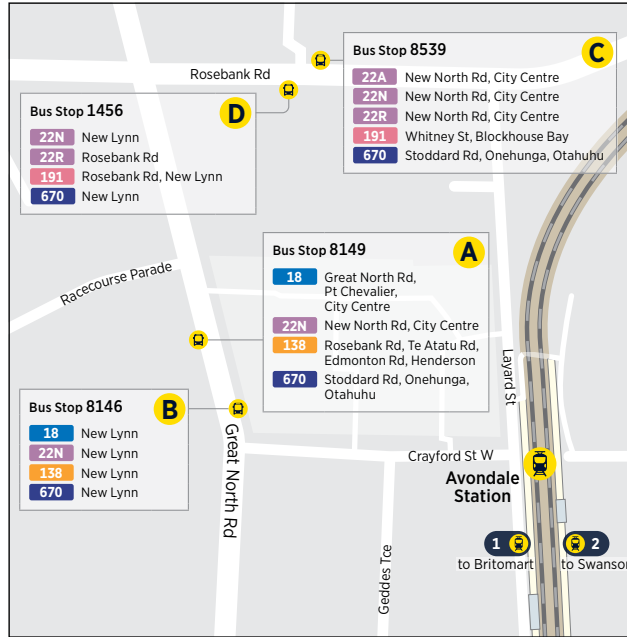 Rosebank Rd
Bus Stop 8539
C
22A New North Rd, City Centre
22N New North Rd, City Centre
22R New North Rd, City Centre
191 Whitney St, Blockhouse Bay
670 Stoddard Rd, Onehunga, Otahuhu
Bus Stop 1456
D
22N New Lynn
22R Rosebank Rd
191 Rosebank Rd, New Lynn
670 New Lynn
Bus Stop 8149
A
18 Great North Rd,
Pt Chevalier,
City Centre
22N New North Rd, City Centre
138 Rosebank Rd, Te Atatu Rd,
Edmonton Rd, Henderson
670 Stoddard Rd, Onehunga,
Otahuhu
Racecourse Parade
Layard St
Bus Stop 8146
B
18 New Lynn
22N New Lynn
138 New Lynn
670 New Lynn
Great North Rd
Crayford St W
Avondale
Station
Geddes Tce
1
to Britomart
2
to Swanson